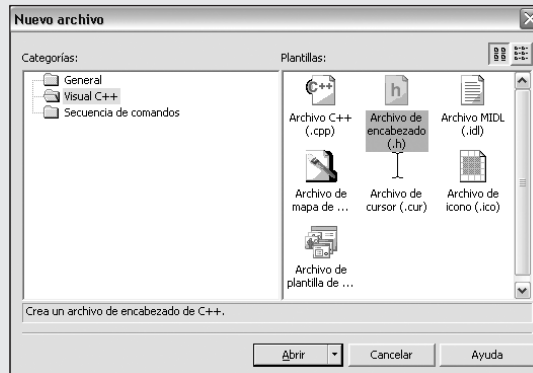 Nuevo archivo
Categorías:
General
Visual C++
Secuencia de comandos
Plantillas:
C++
Archivo C++
(.cpp)
h
Archivo de
encabezado
(.h)
Archivo MIDL
(.idl)
Archivo de
mapa de ...
Archivo de
cursor (.cur)
Archivo de
icono (.ico)
Archivo de
plantilla de ...
Crea un archivo de encabezado de C++.
Abrir
Cancelar
Ayuda